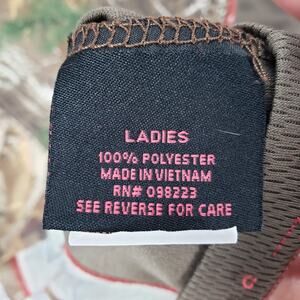 LADIES
100% POLYESTER
MADE IN VIETNAM
RN# 098223
SEE REVERSE FOR CARE